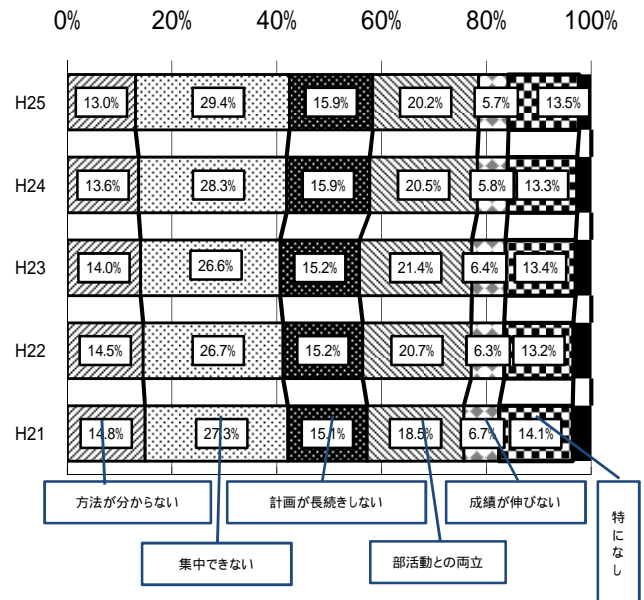 0% 20% 40% 60% 80% 100%
H25 13.0% 29.4% 15.9% 20.2% 5.7% 13.5%
H24 13.6% 28.3% 15.9% 20.5% 5.8% 13.3%
H23 14.0% 26.6% 15.2% 21.4% 6.4% 13.4%
H22 14.5% 26.7% 15.2% 20.7% 6.3% 13.2%
H21 14.8% 27.3% 15.1% 18.5% 6.7% 14.1%
方法が分からない 計画が長続きしない 成績が伸びない 特になし
集中できない 部活動との両立